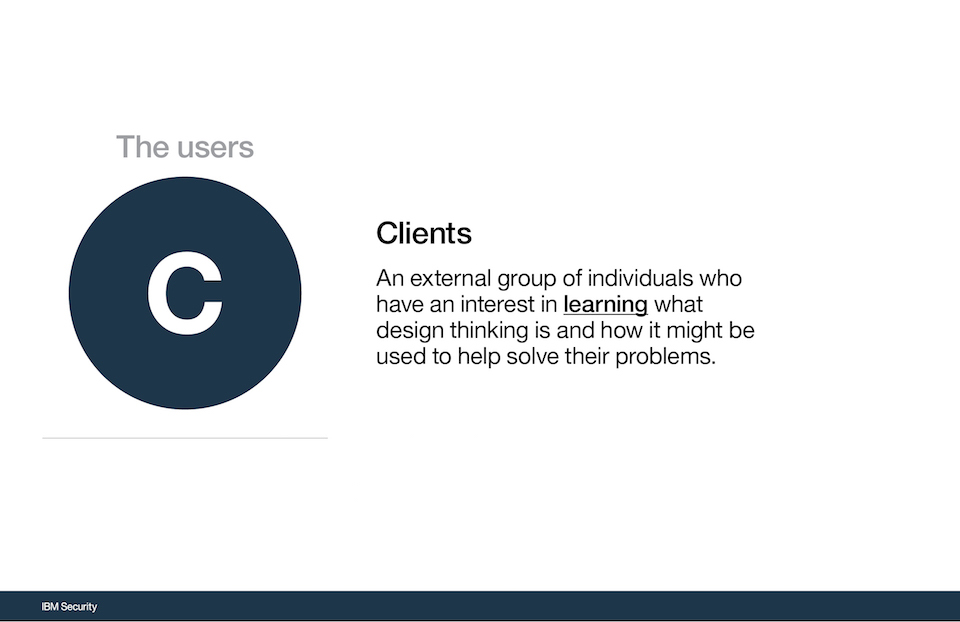 The users
C
Clients
An external group of individuals who
have an interest in learning what
design thinking is and how it might be
used to help solve their problems.
IBM Security